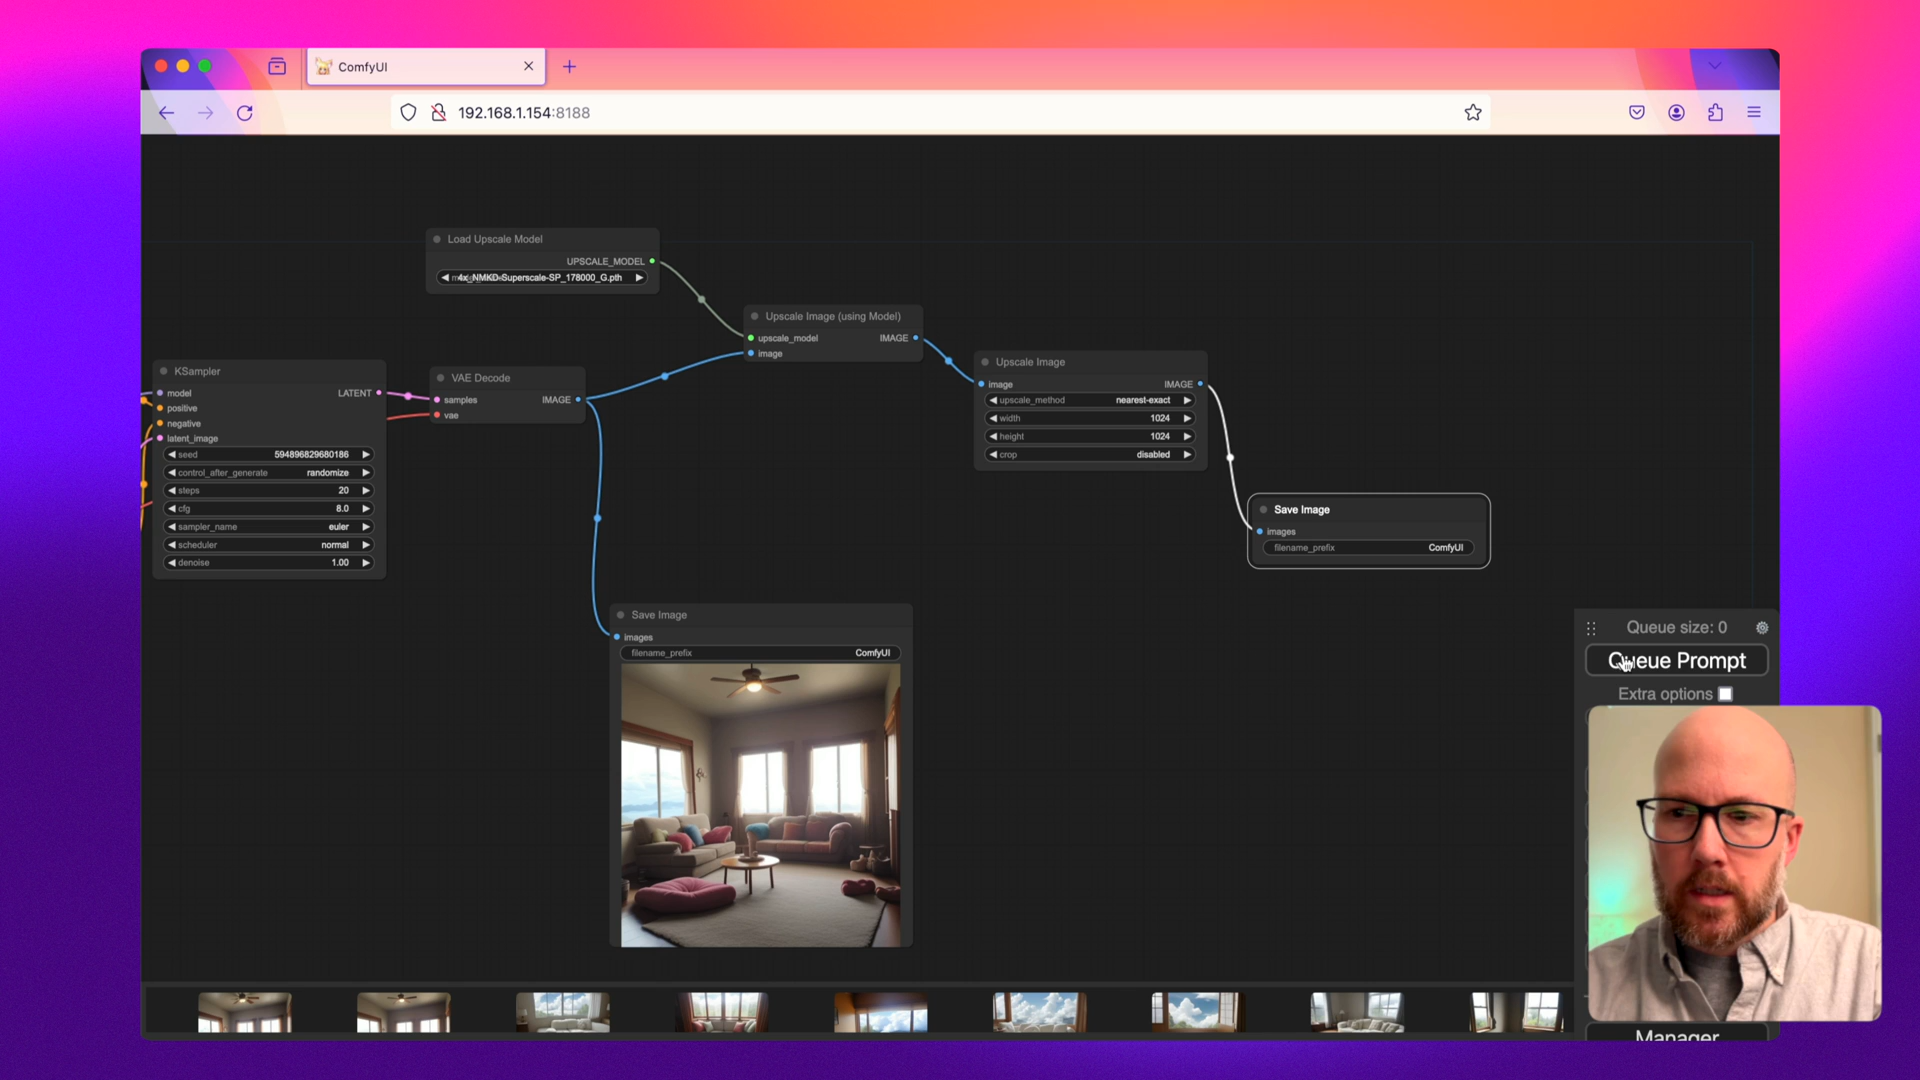 ComfyUI
192.168.1.154:8188
Load Upscale Model
UPSCALE_MODEL
4x_NMKD-Superscale-SP_178000_G.pth
Upscale Image (using Model)
upscale_model IMAGE
image
Upscale Image
image IMAGE
upscale_method nearest-exact
width 1024
height 1024
crop disabled
KSampler
model LATENT
positive
negative
latent_image
seed 594896829680186
control_after_generate randomize
steps 20
cfg 8.0
sampler_name euler
scheduler normal
denoise 1.00
VAE Decode
samples IMAGE
vae
Save Image
images
filename_prefix ComfyUI
Save Image
images
filename_prefix ComfyUI
Queue size: 0
Queue Prompt
Extra options
Manager